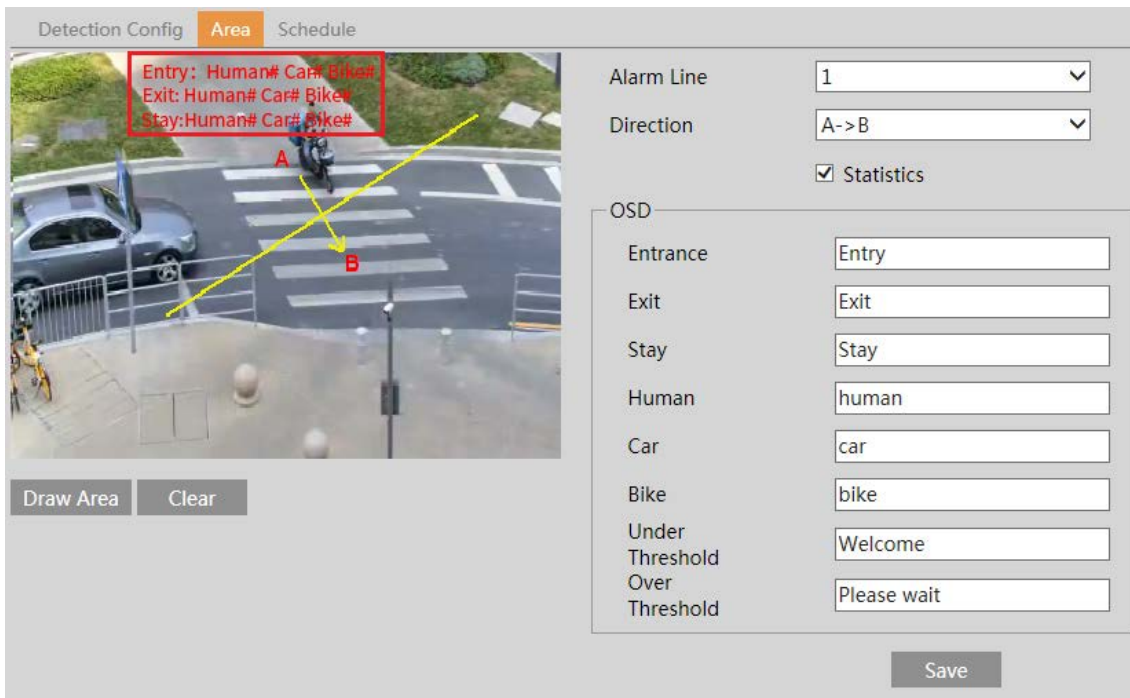 Detection Config Area Schedule
Entry: Human# Car# Bike#
Exit: Human# Car# Bike#
Stay:Human# Car# Bike#
A
B
Draw Area Clear
Alarm Line 1
Direction A->B
Statistics
OSD
Entrance Entry
Exit Exit
Stay Stay
Human human
Car car
Bike bike
Under
Threshold Welcome
Over
Threshold Please wait
Save